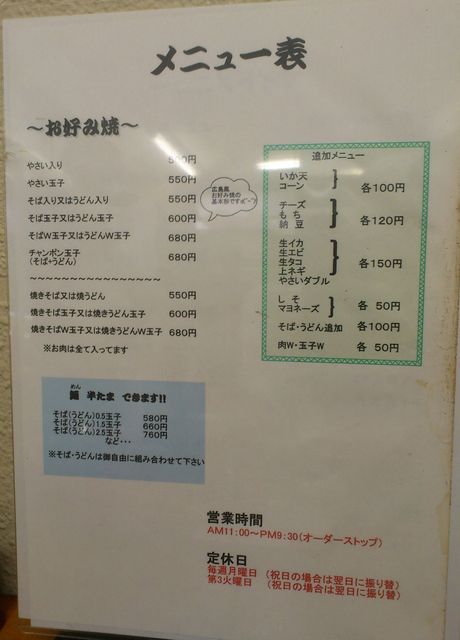 メニュー表
～お好み焼～
やさい入り
やさい玉子 550円
そば入り又はうどん入り 550円
そば玉子又はうどん玉子 600円
そばW玉子又はうどんW玉子 680円
チャンポン玉子 680円
(そば+うどん)
～～～～～～～～～～～～～～～～
焼きそば又は焼うどん 550円
焼きそば玉子又は焼きうどん玉子 600円
焼きそばW玉子又は焼きうどんW玉子 680円
※お肉は全て入ってます
広島風
お好み焼の
基本形です
追加メニュー
いか天
コーン } 各100円
チーズ
もち
納豆 } 各120円
生イカ
生エビ
生タコ
上ネギ
やさいダブル } 各150円
しそ
マヨネーズ } 各 50円
そば・うどん追加 各100円
肉W・玉子W 各 50円
めん
麺 半たま できます!!
そば(うどん)0.5玉子 580円
そば(うどん)1.5玉子 660円
そば(うどん)2.5玉子 760円
など・・・
※そば・うどんは御自由に組み合わせて下さい
営業時間
AM11:00～PM9:30(オーダーストップ)
定休日
毎週月曜日 (祝日の場合は翌日に振り替)
第3火曜日 (祝日の場合は翌日に振り替)